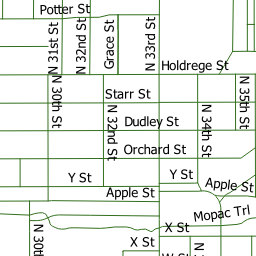 Potter St
N 31st St
N 32nd St
Grace St
N 33rd St
Holdrege St
N 30th St
Starr St
N 35th St
N 32nd St
Dudley St
N 34th St
Orchard St
Y St
Y St
Apple St
Apple St
Mopac Trl
X St
N 30th
X St